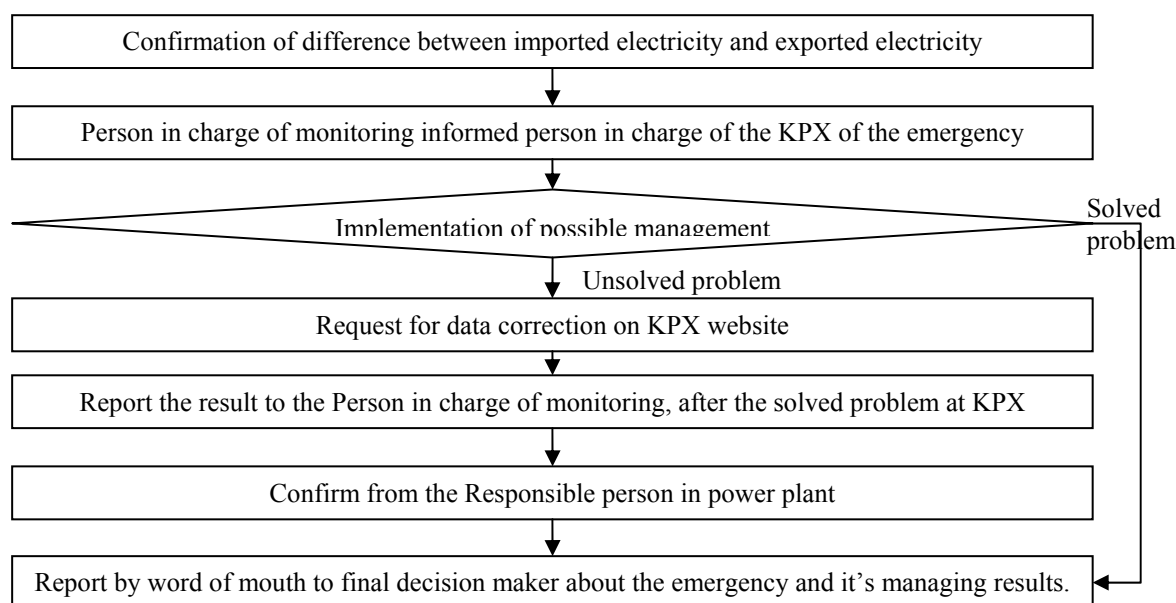 Confirmation of difference between imported electricity and exported electricity
Person in charge of monitoring informed person in charge of the KPX of the emergency
Implementation of possible management
Solved
problem
Unsolved problem
Request for data correction on KPX website
Report the result to the Person in charge of monitoring, after the solved problem at KPX
Confirm from the Responsible person in power plant
Report by word of mouth to final decision maker about the emergency and it’s managing results.